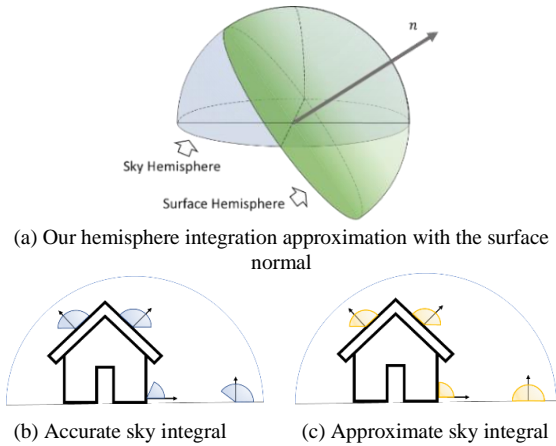 n
Sky Hemisphere
Surface Hemisphere
(a) Our hemisphere integration approximation with the surface
normal
(b) Accurate sky integral
(c) Approximate sky integral